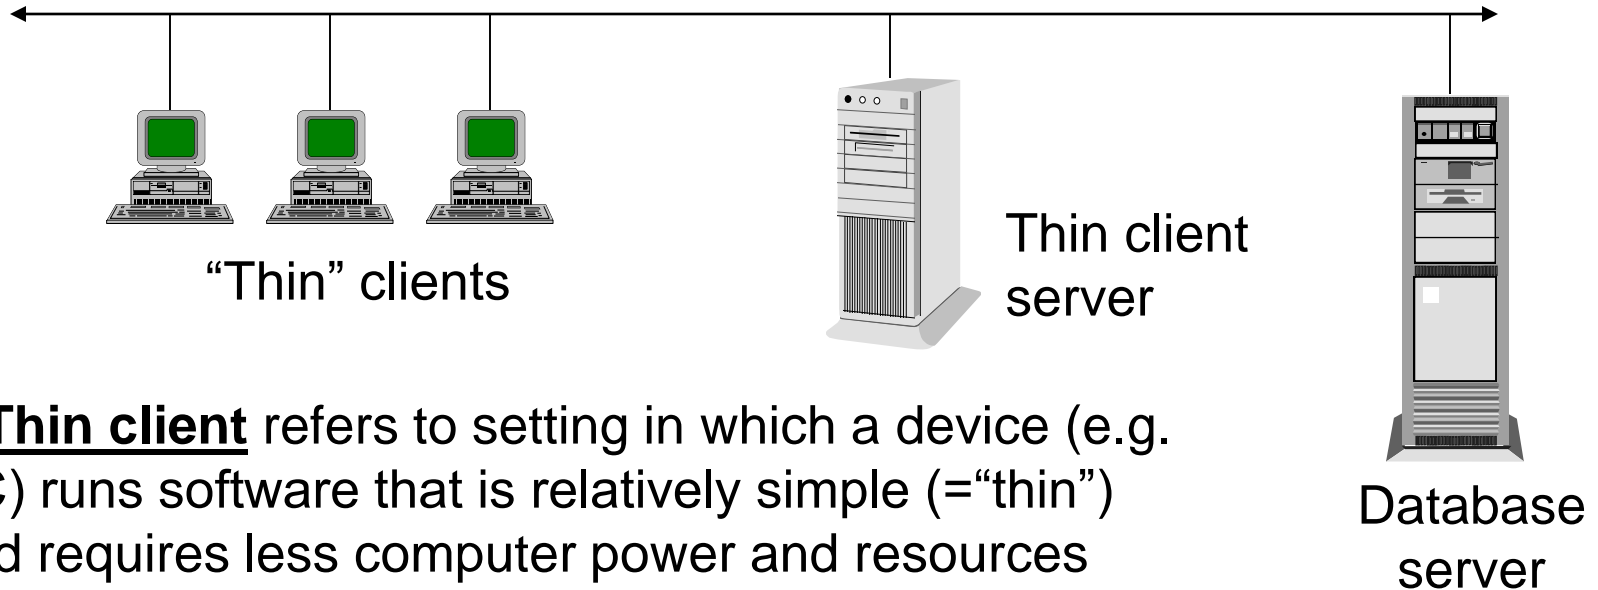 “Thin” clients
Thin client
server
Thin client refers to setting in which a device (e.g.
C) runs software that is relatively simple (=“thin”)
d requires less computer power and resources
Database
server